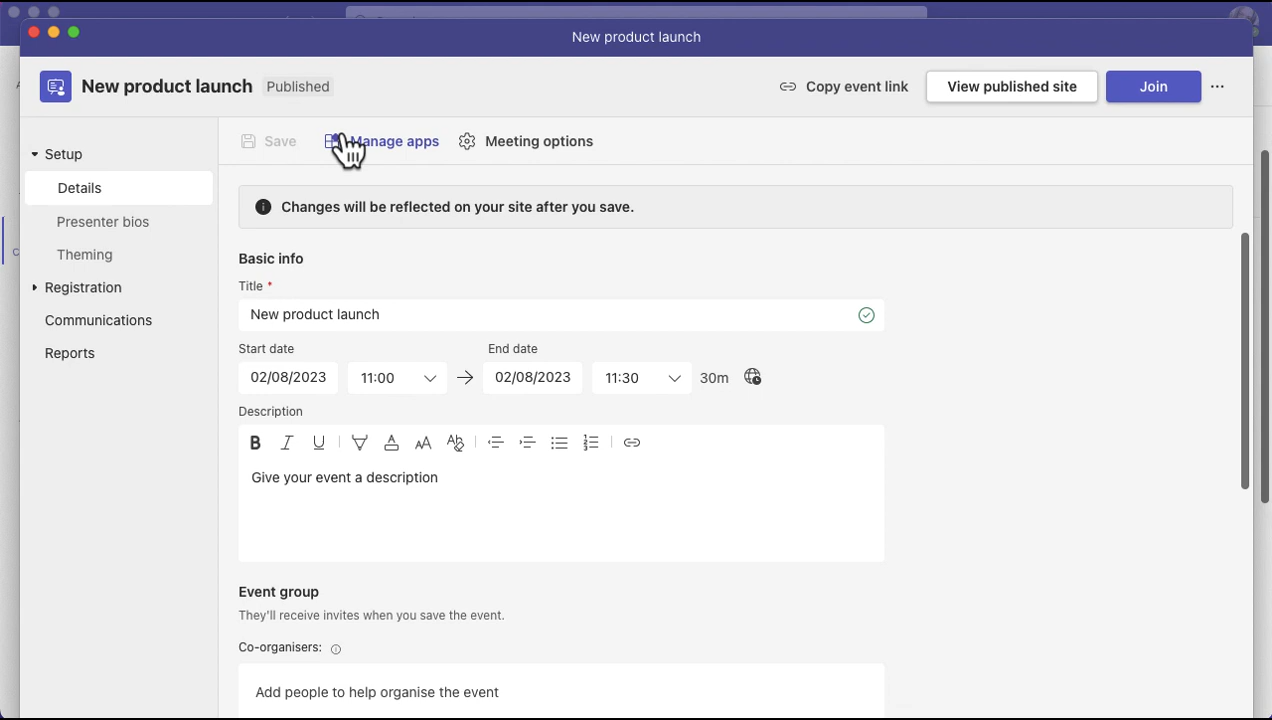 New product launch
New product launch Published Copy event link View published site Join
Save Manage apps Meeting options
Setup
Details
Presenter bios
Theming
Registration
Communications
Reports
Changes will be reflected on your site after you save.
Basic info
Title *
New product launch
Start date End date
02/08/2023 11:00 02/08/2023 11:30 30m
Description
Give your event a description
Event group
They'll receive invites when you save the event.
Co-organisers:
Add people to help organise the event